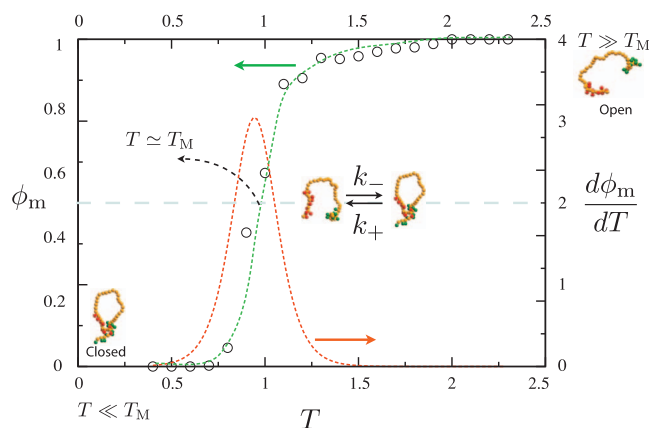 0 0.5 1 1.5 2 2.5
1 4
T ≫ T_M
Open
0.8 3
T ≃ T_M
0.6
k_−
ϕ_m 2 dϕ_m/dT
k_+
0.4
0.2 1
Closed
0 0
0 0.5 1 1.5 2 2.5
T ≪ T_M
T